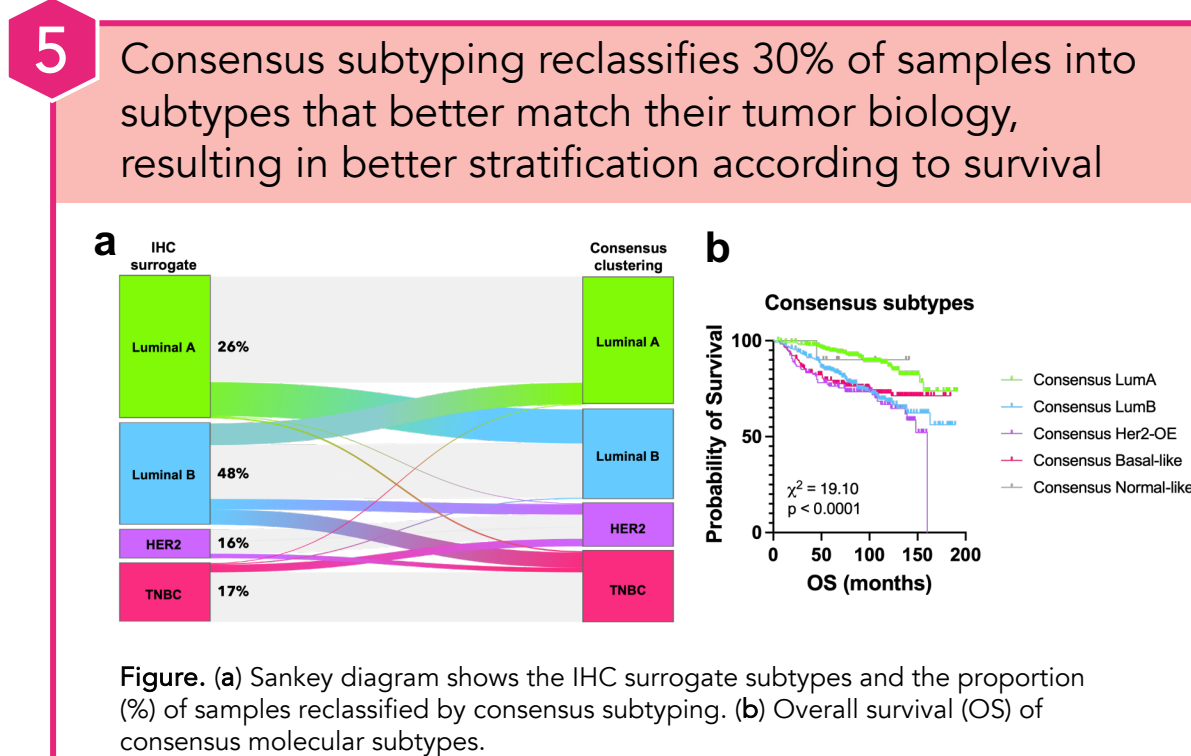 5
Consensus subtyping reclassifies 30% of samples into
subtypes that better match their tumor biology,
resulting in better stratification according to survival
a
IHC
surrogate
Consensus
clustering
Luminal A
26%
Luminal A
Luminal B
48%
Luminal B
HER2
16%
HER2
TNBC
17%
TNBC
b
Consensus subtypes
Probability of Survival
100
50
0
χ² = 19.10
p < 0.0001
0 50 100 150 200
OS (months)
Consensus LumA
Consensus LumB
Consensus Her2-OE
Consensus Basal-like
Consensus Normal-like
Figure. (a) Sankey diagram shows the IHC surrogate subtypes and the proportion
(%) of samples reclassified by consensus subtyping. (b) Overall survival (OS) of
consensus molecular subtypes.